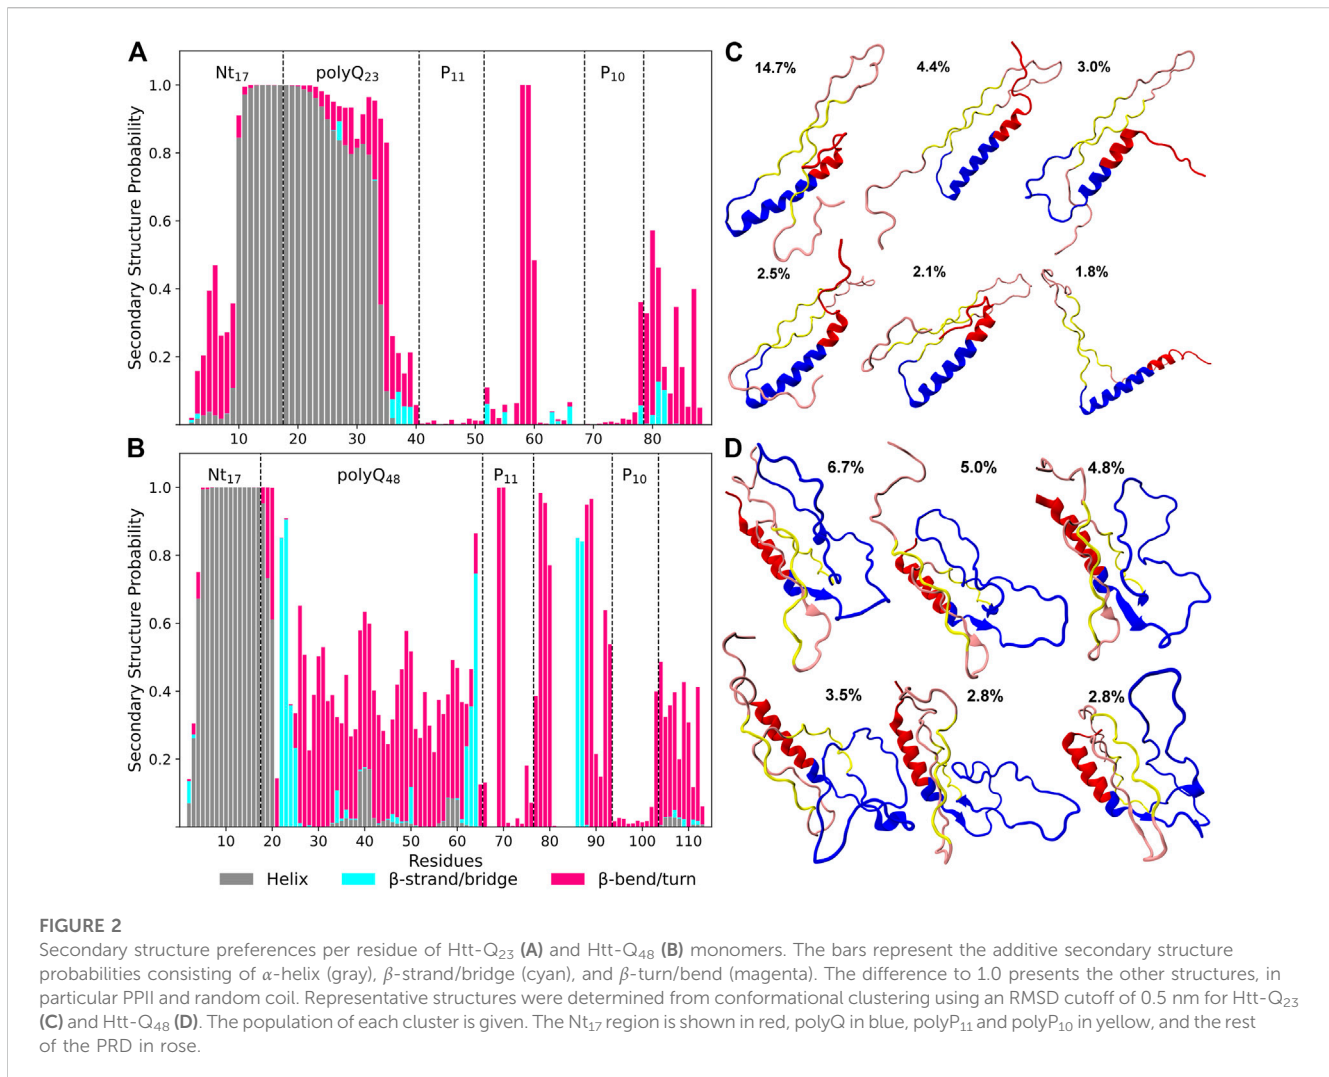 A
Nt17 polyQ23 P11 P10
1.0
0.8
0.6
0.4
0.2
Secondary Structure Probability
10 20 30 40 50 60 70 80
C
14.7% 4.4% 3.0%
2.5% 2.1% 1.8%
B
Nt17 polyQ48 P11 P10
1.0
0.8
0.6
0.4
0.2
Secondary Structure Probability
10 20 30 40 50 60 70 80 90 100 110
Residues
Helix β-strand/bridge β-bend/turn
D
6.7% 5.0% 4.8%
3.5% 2.8% 2.8%
FIGURE 2
Secondary structure preferences per residue of Htt-Q23 (A) and Htt-Q48 (B) monomers. The bars represent the additive secondary structure
probabilities consisting of α-helix (gray), β-strand/bridge (cyan), and β-turn/bend (magenta). The difference to 1.0 presents the other structures, in
particular PPII and random coil. Representative structures were determined from conformational clustering using an RMSD cutoff of 0.5 nm for Htt-Q23
(C) and Htt-Q48 (D). The population of each cluster is given. The Nt17 region is shown in red, polyQ in blue, polyP11 and polyP10 in yellow, and the rest
of the PRD in rose.